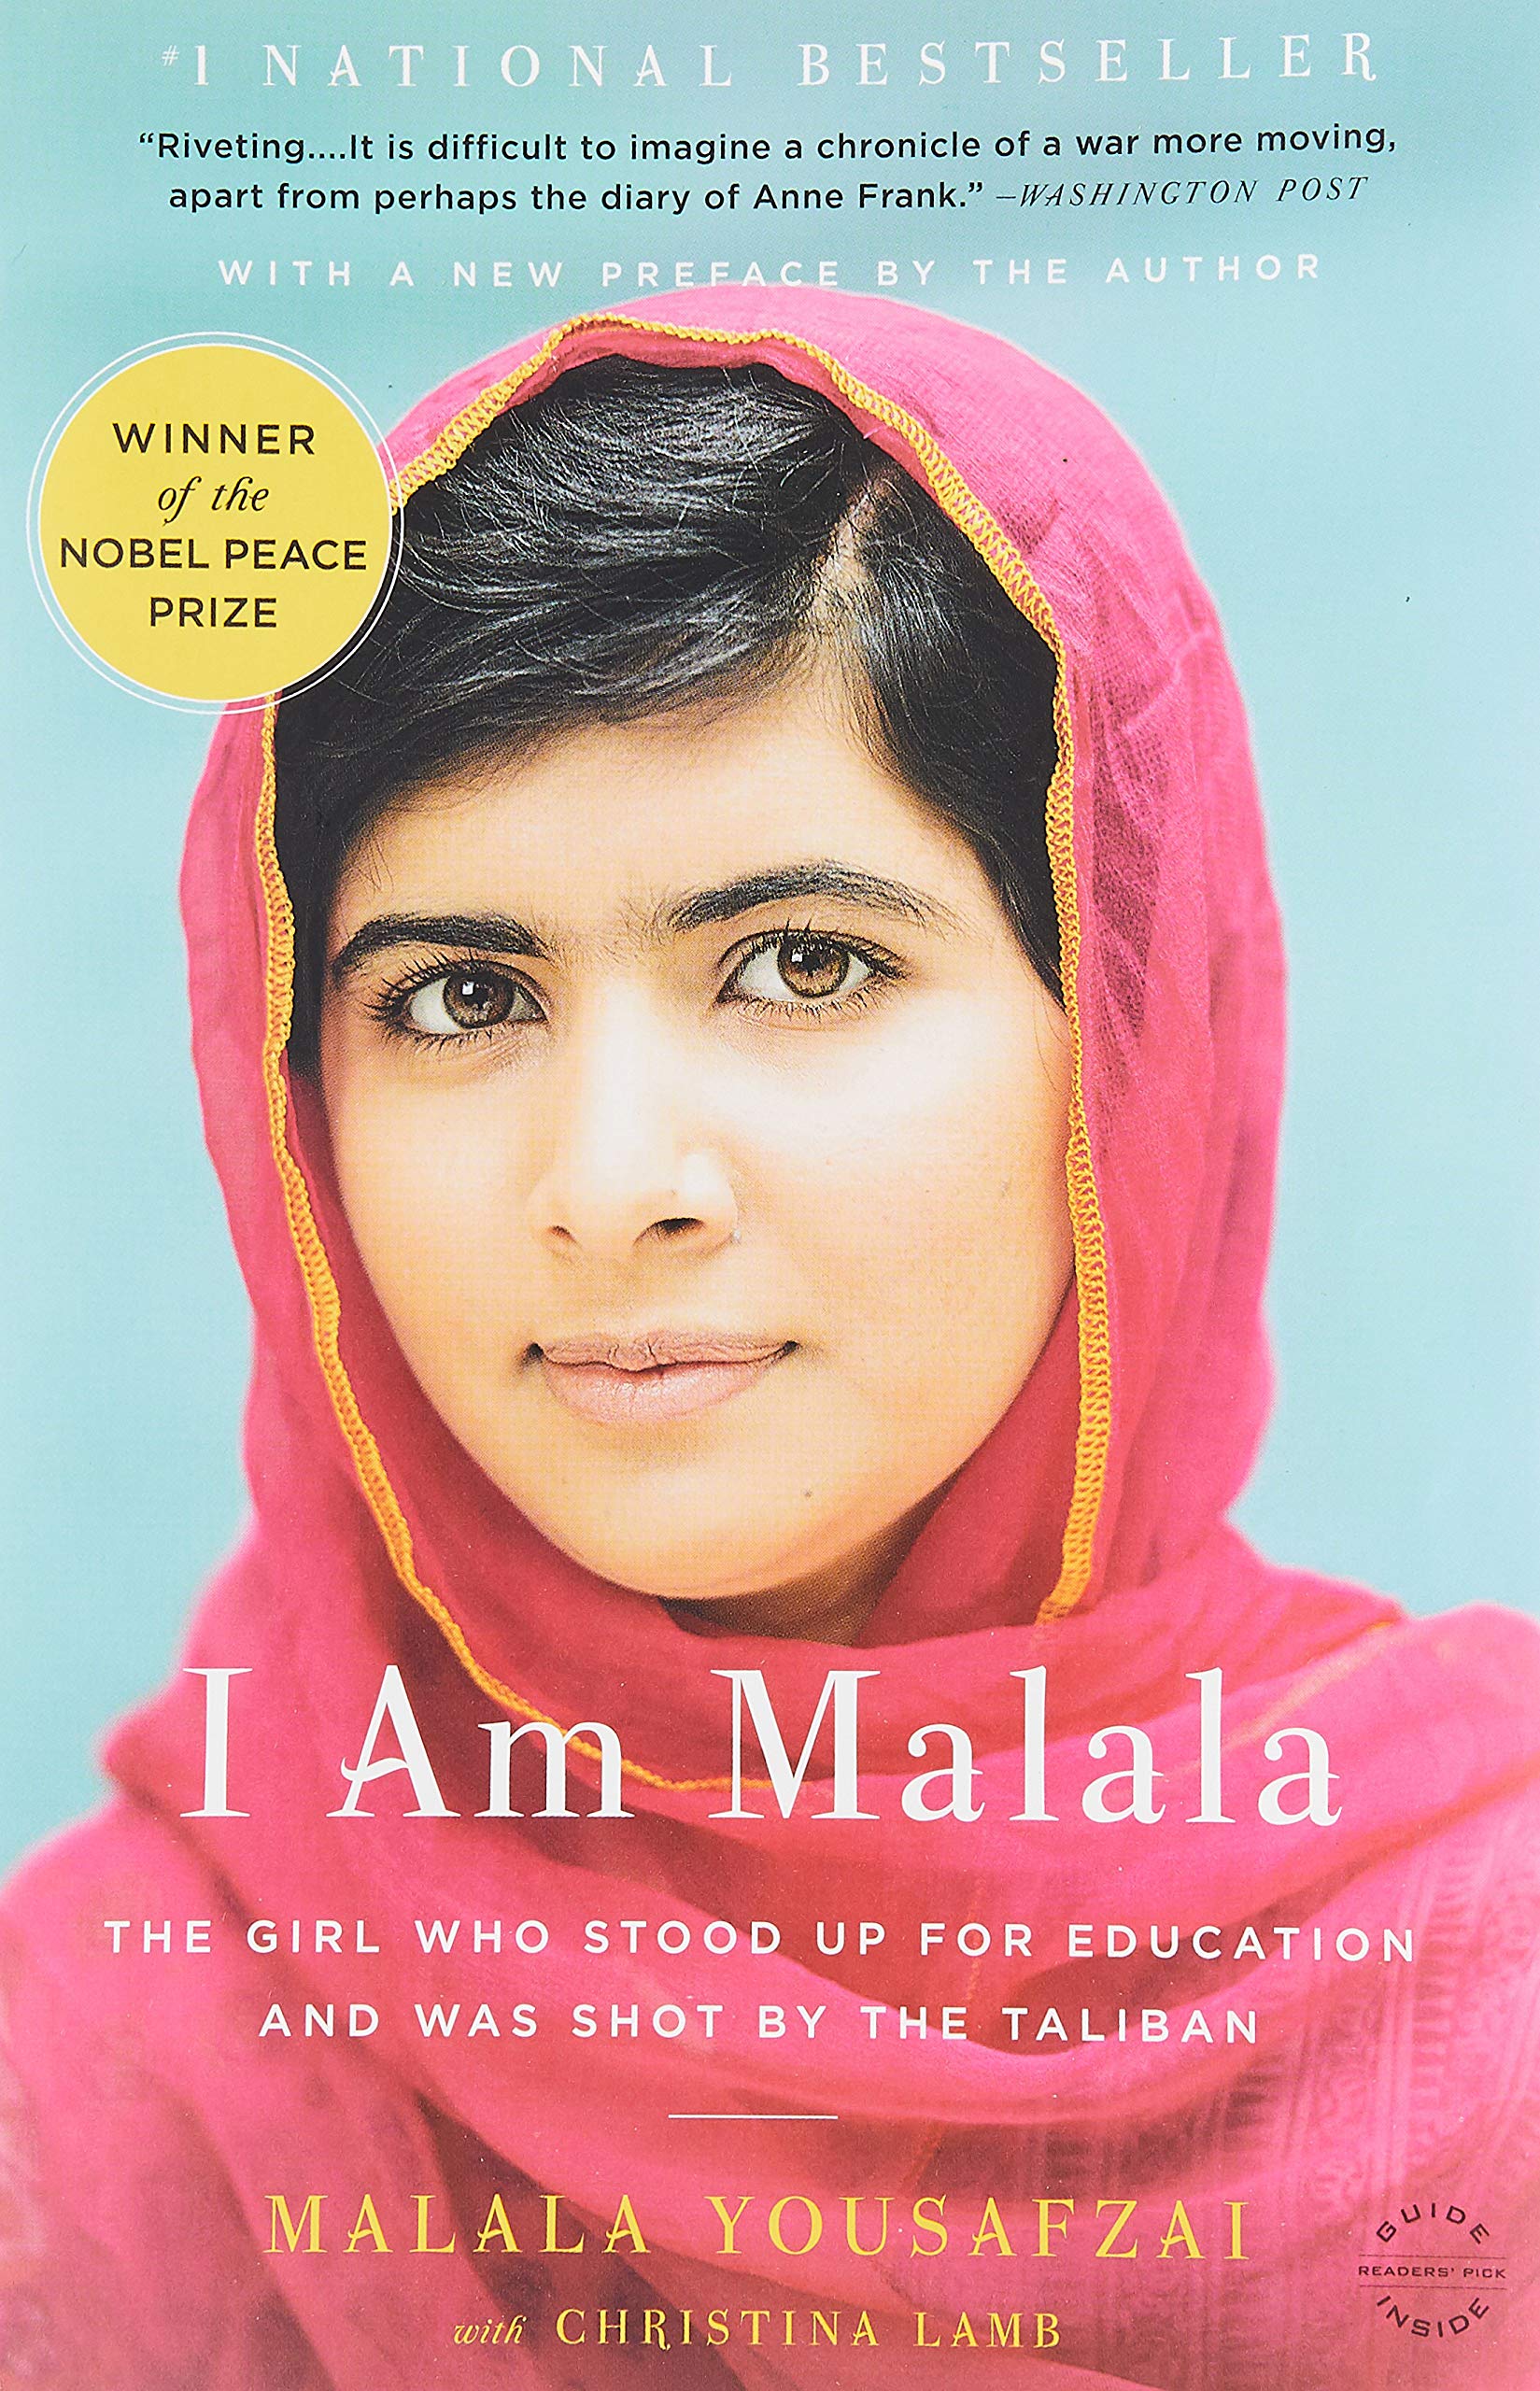 #1 NATIONAL BESTSELLER
“Riveting....It is difficult to imagine a chronicle of a war more moving,
apart from perhaps the diary of Anne Frank.” —WASHINGTON POST
WITH A NEW PREFACE BY THE AUTHOR
WINNER
of the
NOBEL PEACE
PRIZE
I Am Malala
THE GIRL WHO STOOD UP FOR EDUCATION
AND WAS SHOT BY THE TALIBAN
MALALA YOUSAFZAI
with CHRISTINA LAMB
GUIDE
READERS’ PICK
INSIDE